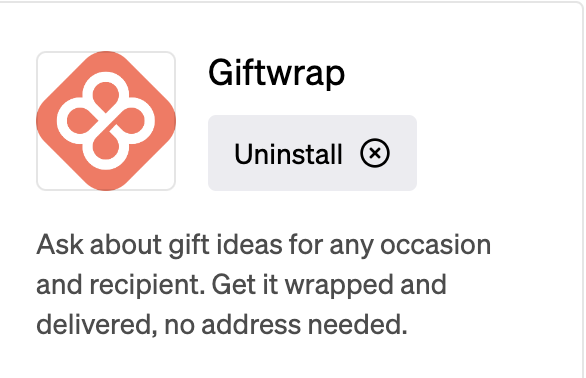 Giftwrap
Uninstall
Ask about gift ideas for any occasion
and recipient. Get it wrapped and
delivered, no address needed.